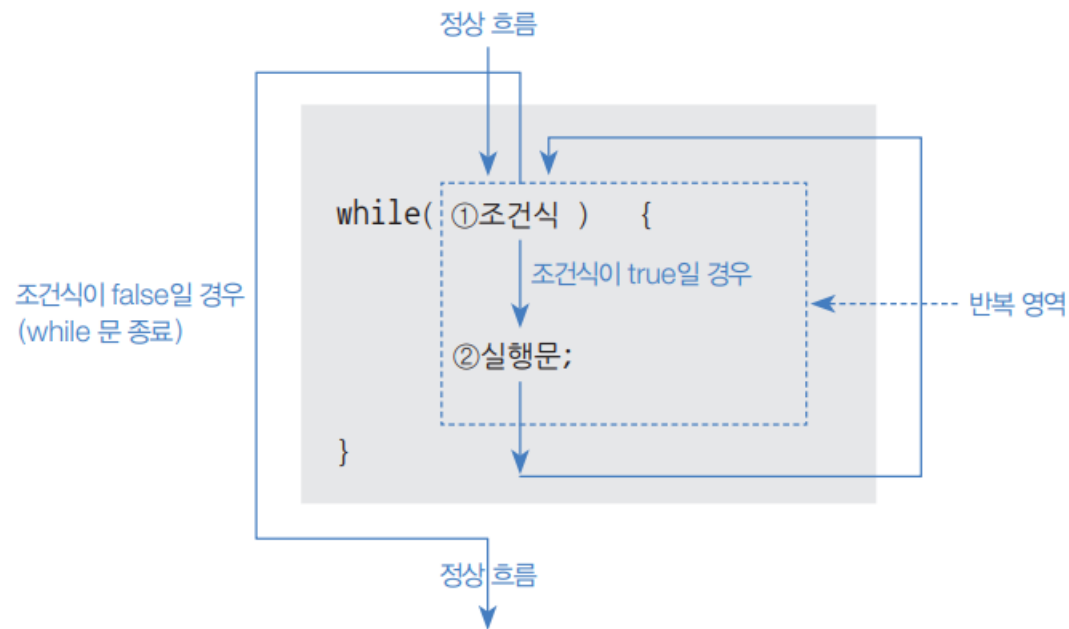 정상 흐름
while( ①조건식 ) {
조건식이 true일 경우
조건식이 false일 경우
(while 문 종료)
반복 영역
②실행문;
}
정상 흐름